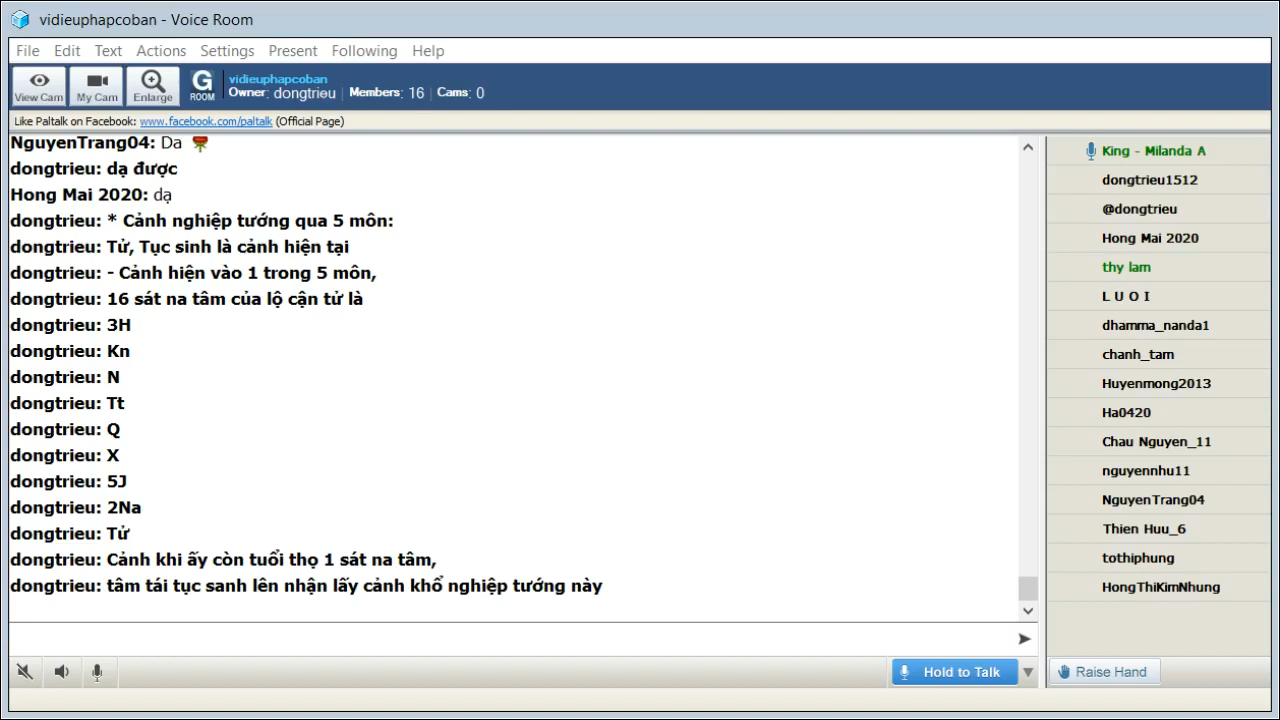 vidieuphapcoban - Voice Room
File Edit Text Actions Settings Present Following Help
View Cam My Cam Enlarge G ROOM
vidieuphapcoban
Owner: dongtrieu | Members: 16 | Cams: 0
Like Paltalk on Facebook: www.facebook.com/paltalk (Official Page)
NguyenTrang04: Da
dongtrieu: dạ được
Hong Mai 2020: dạ
dongtrieu: * Cảnh nghiệp tướng qua 5 môn:
dongtrieu: Tử, Tục sinh là cảnh hiện tại
dongtrieu: - Cảnh hiện vào 1 trong 5 môn,
dongtrieu: 16 sát na tâm của lộ cận tử là
dongtrieu: 3H
dongtrieu: Kn
dongtrieu: N
dongtrieu: Tt
dongtrieu: Q
dongtrieu: X
dongtrieu: 5J
dongtrieu: 2Na
dongtrieu: Tử
dongtrieu: Cảnh khi ấy còn tuổi thọ 1 sát na tâm,
dongtrieu: tâm tái tục sanh lên nhận lấy cảnh khổ nghiệp tướng này
King - Milanda A
dongtrieu1512
@dongtrieu
Hong Mai 2020
thy lam
L U O I
dhamma_nanda1
chanh_tam
Huyenmong2013
Ha0420
Chau Nguyen_11
nguyennhu11
NguyenTrang04
Thien Huu_6
tothiphung
HongThiKimNhung
Hold to Talk
Raise Hand